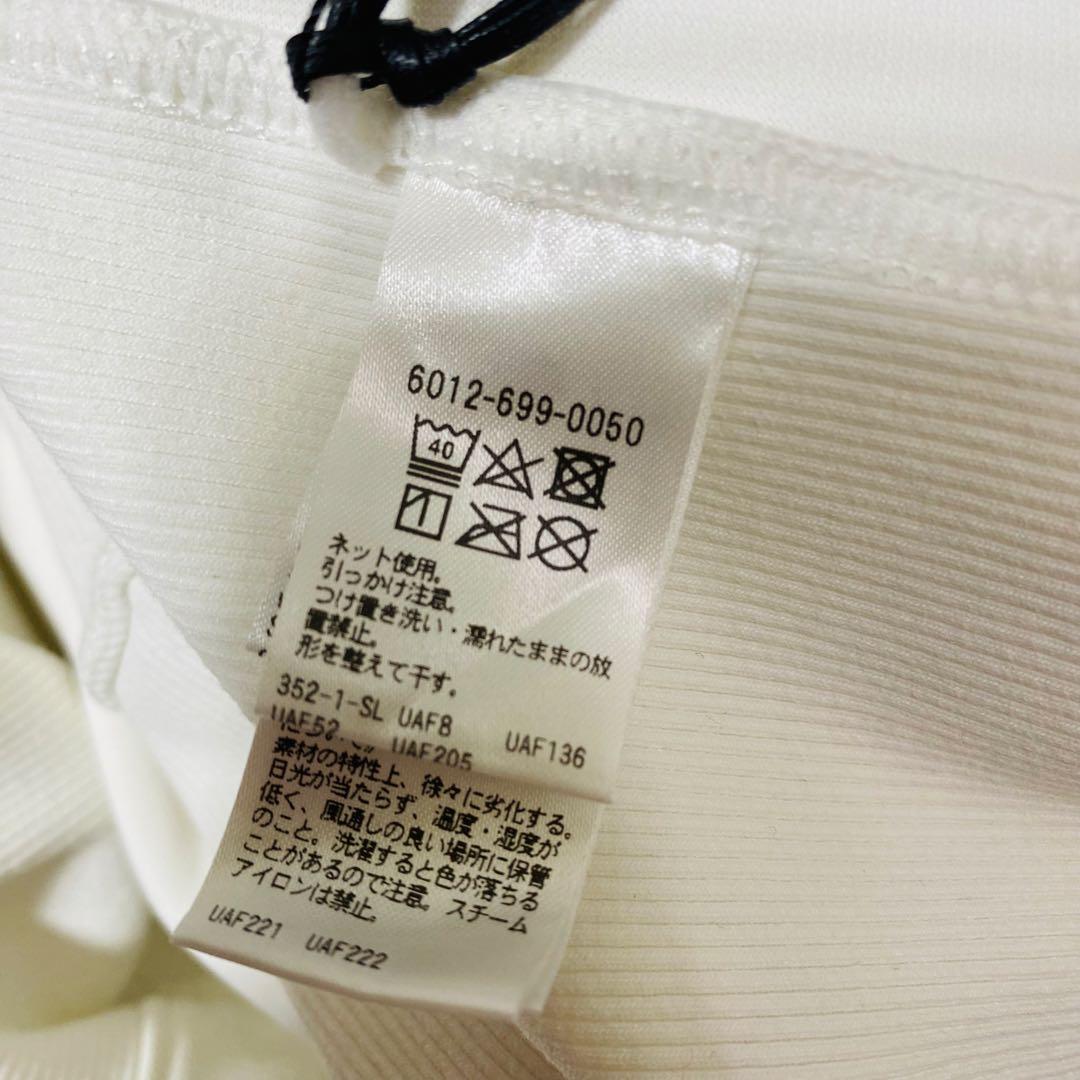 6012-699-0050
40
ネット使用。
引っかけ注意。
つけ置き洗い・濡れたままの放
置禁止。
形を整えて干す。
352-1-SL UAF8 UAF136
UAF52 UAF205
素材の特性上、徐々に劣化する。
日光が当たらず、温度・湿度が
低く、風通しの良い場所に保管
のこと。洗濯すると色が落ちる
ことがあるので注意。スチーム
アイロンは禁止。
UAF221 UAF222